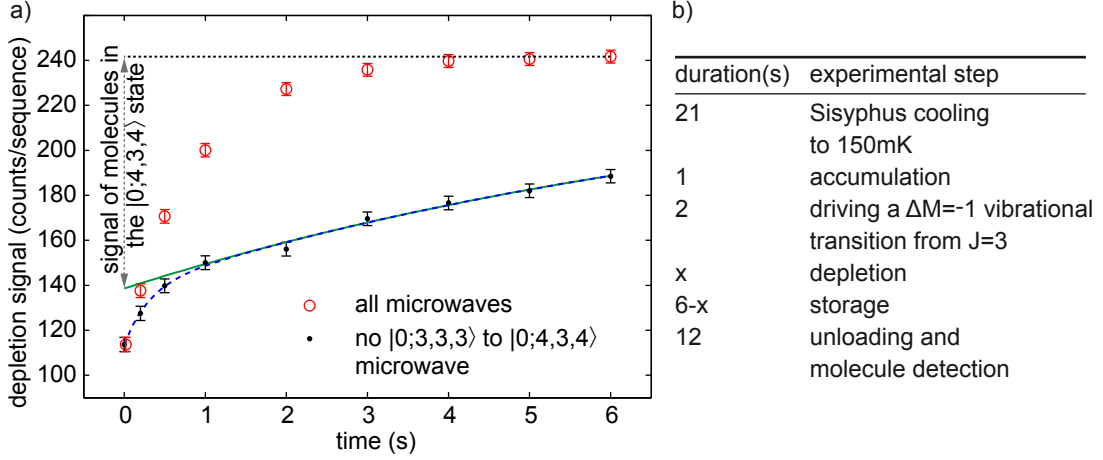 a)
depletion signal (counts/sequence)
240
220
200
180
160
140
120
100
signal of molecules in
the |0;4,3,4⟩ state
all microwaves
no |0;3,3,3⟩ to |0;4,3,4⟩
microwave
0 1 2 3 4 5 6
time (s)
b)
duration(s) experimental step
21 Sisyphus cooling
to 150mK
1 accumulation
2 driving a ΔM=-1 vibrational
transition from J=3
x depletion
6-x storage
12 unloading and
molecule detection